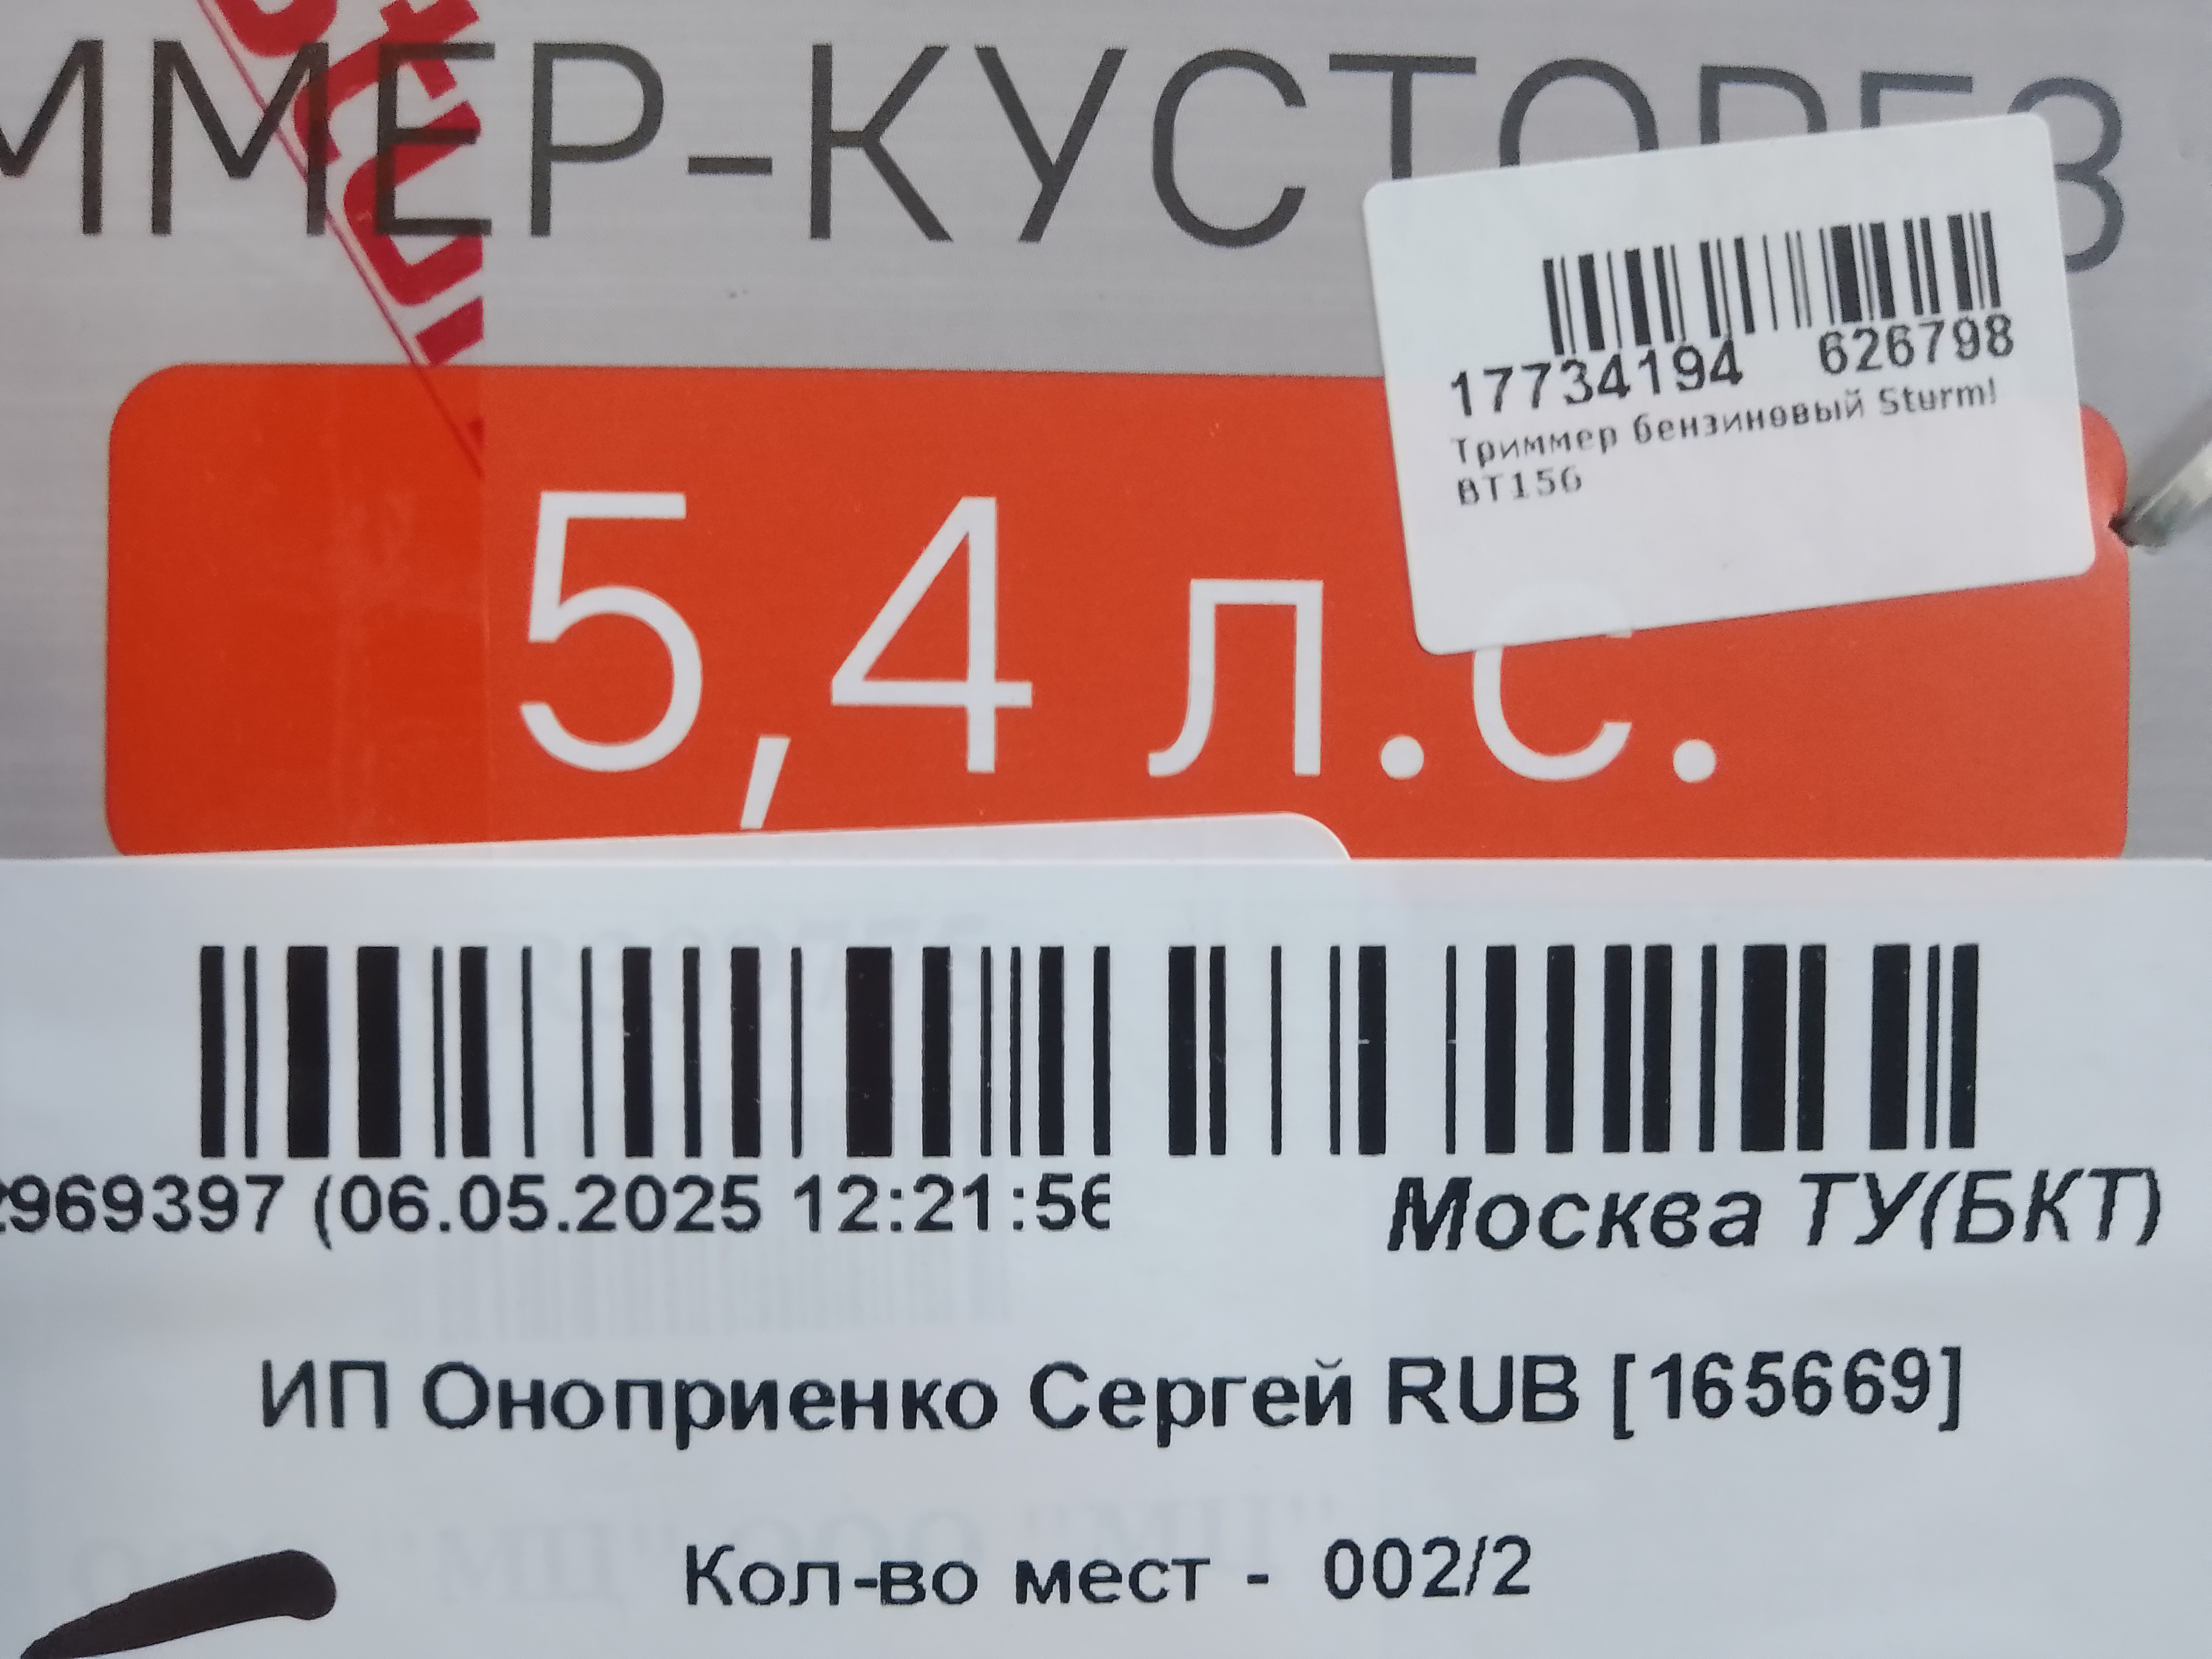 ММЕР-КУСТОРЕЗ
17734194 626798
Триммер бензиновый Sturm!
BT156
5,4 л.с.
969397 (06.05.2025 12:21:56
Москва ТУ(БКТ)
ИП Оноприенко Сергей RUB [165669]
Кол-во мест - 002/2